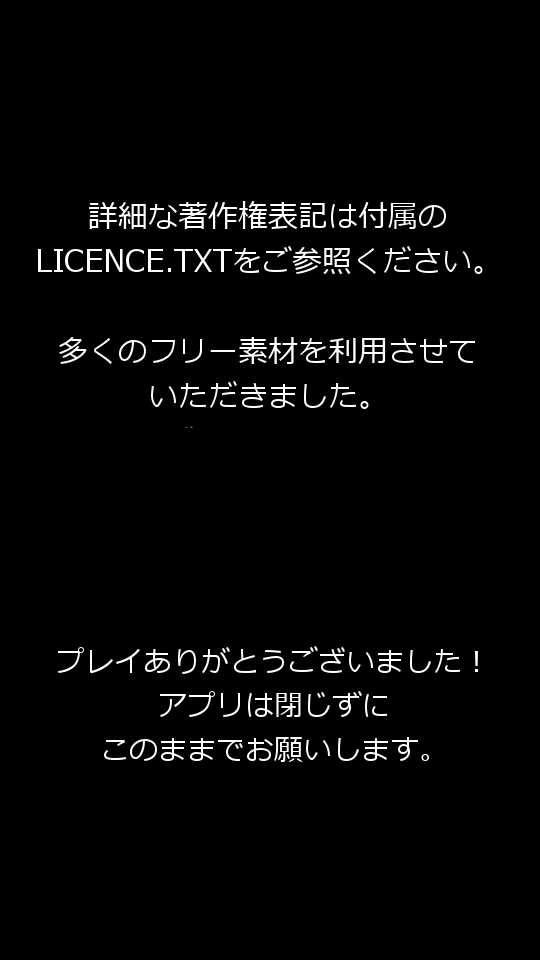 詳細な著作権表記は付属の
LICENCE.TXTをご参照ください。
多くのフリー素材を利用させて
いただきました。
プレイありがとうございました！
アプリは閉じずに
このままでお願いします。